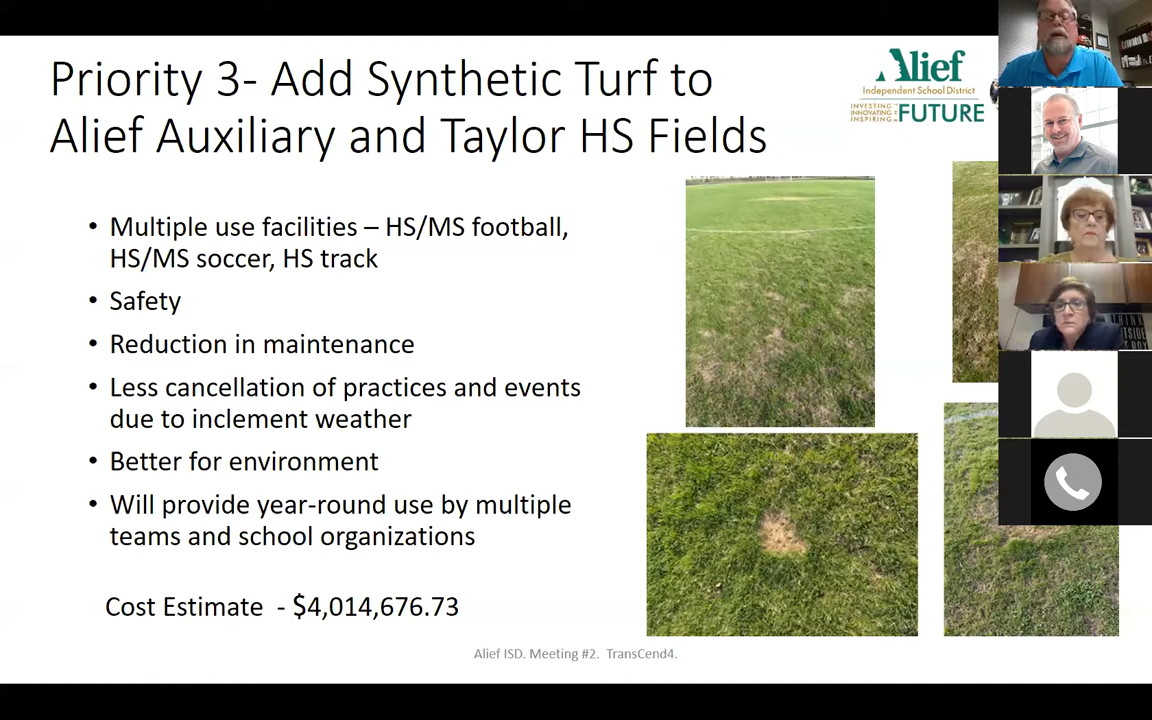 Priority 3- Add Synthetic Turf to
Alief Auxiliary and Taylor HS Fields
Alief
Independent School District
INVESTING
INNOVATING
INSPIRING
FUTURE
• Multiple use facilities – HS/MS football,
HS/MS soccer, HS track
• Safety
• Reduction in maintenance
• Less cancellation of practices and events
due to inclement weather
• Better for environment
• Will provide year-round use by multiple
teams and school organizations
Cost Estimate - $4,014,676.73
Alief ISD. Meeting #2. TransCend4.
THINK